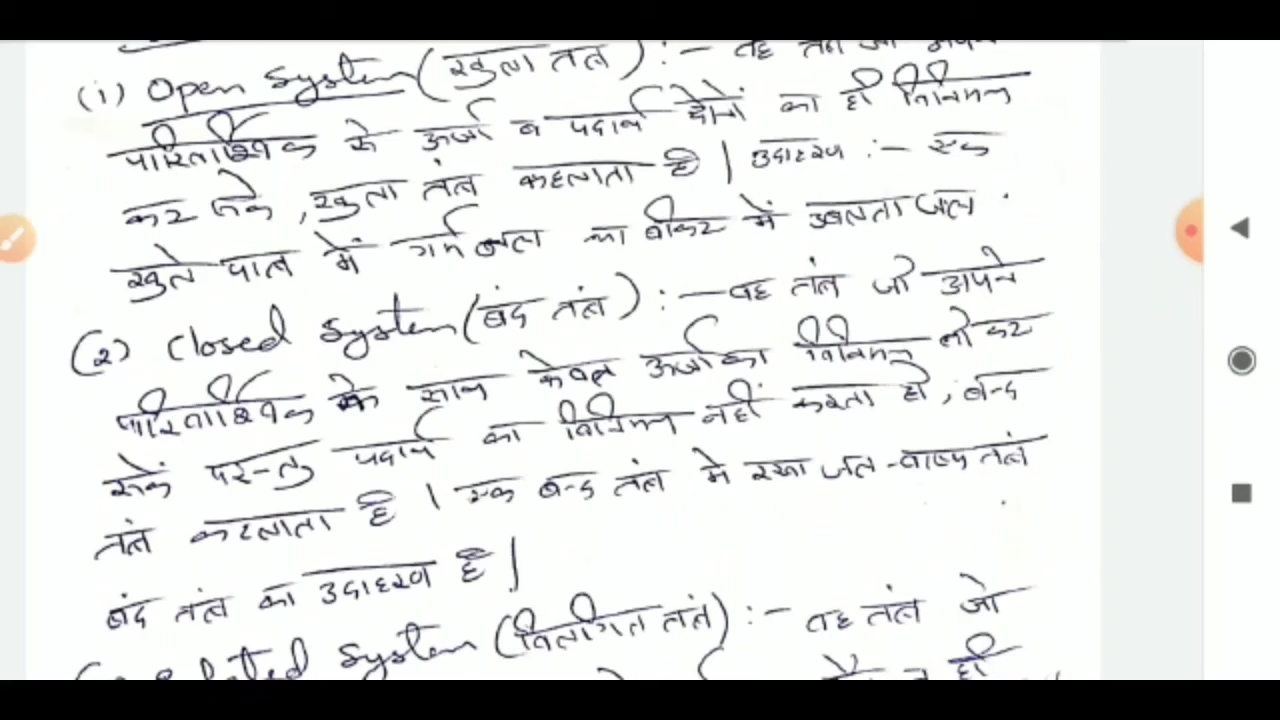 (1) Open System (खुला तंत्र) :- वह तंत्र जो अपने
पारिवार्श्विक से ऊर्जा व पदार्थ दोनों का ही विनिमय
कर सके, खुला तंत्र कहलाता है | उदाहरण :- एक
खुले पात्र में गर्म जल या बीकर में उबलता जल.
(2) Closed System (बंद तंत्र) :- वह तंत्र जो अपने
पारिवार्श्विक के साथ केवल ऊर्जा का विनिमय तो कर
सकें परन्तु पदार्थ का विनिमय नहीं करता हो, बन्द
तंत्र कहलाता है | एक बन्द तंत्र मे रखा जल-वाष्प तंत्र
बंद तंत्र का उदाहरण है |
System (विलगित तंत्र) :- वह तंत्र जो